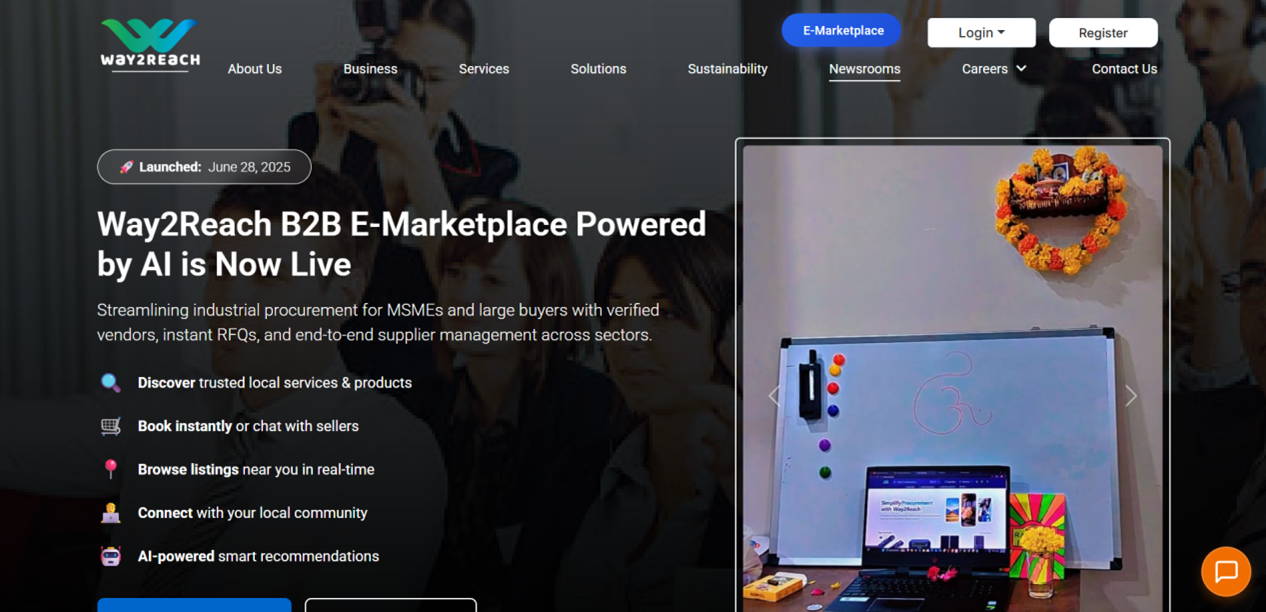 WAY2REACH
E-Marketplace
Login
Register
About Us
Business
Services
Solutions
Sustainability
Newsrooms
Careers
Contact Us
🚀 Launched: June 28, 2025
Way2Reach B2B E-Marketplace Powered
by AI is Now Live
Streamlining industrial procurement for MSMEs and large buyers with verified
vendors, instant RFQs, and end-to-end supplier management across sectors.
Discover trusted local services & products
Book instantly or chat with sellers
Browse listings near you in real-time
Connect with your local community
AI-powered smart recommendations
Simplify Procurement
with Way2Reach